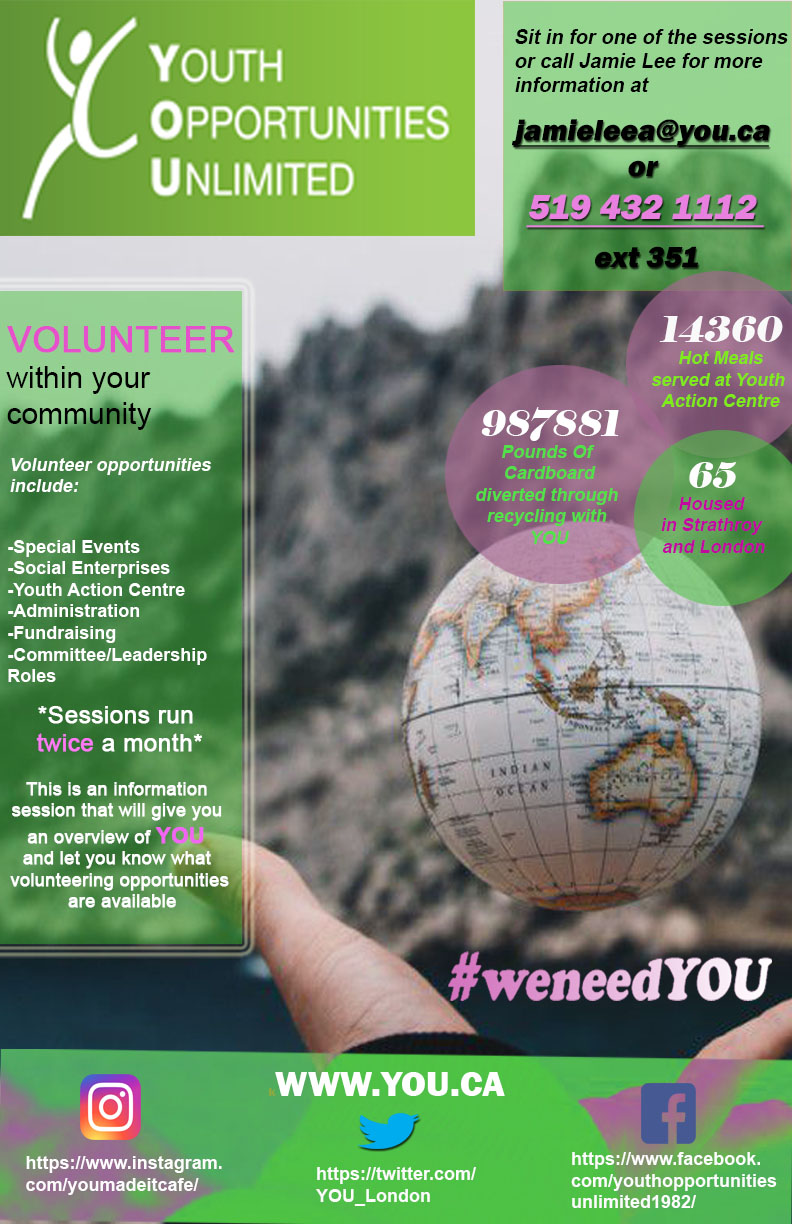 YOUTH
OPPORTUNITIES
UNLIMITED
Sit in for one of the sessions
or call Jamie Lee for more
information at
jamieleea@you.ca
or
519 432 1112
ext 351
VOLUNTEER
within your
community
Volunteer opportunities
include:
-Special Events
-Social Enterprises
-Youth Action Centre
-Administration
-Fundraising
-Committee/Leadership
Roles
*Sessions run
twice a month*
This is an information
session that will give you
an overview of YOU
and let you know what
volunteering opportunities
are available
14360
Hot Meals
served at Youth
Action Centre
987881
Pounds Of
Cardboard
diverted through
recycling with
YOU
65
Housed
in Strathroy
and London
INDIAN
OCEAN
#weneedYOU
WWW.YOU.CA
https://www.instagram.
com/youmadeitcafe/
https://twitter.com/
YOU_London
https://www.facebook.
com/youthopportunities
unlimited1982/